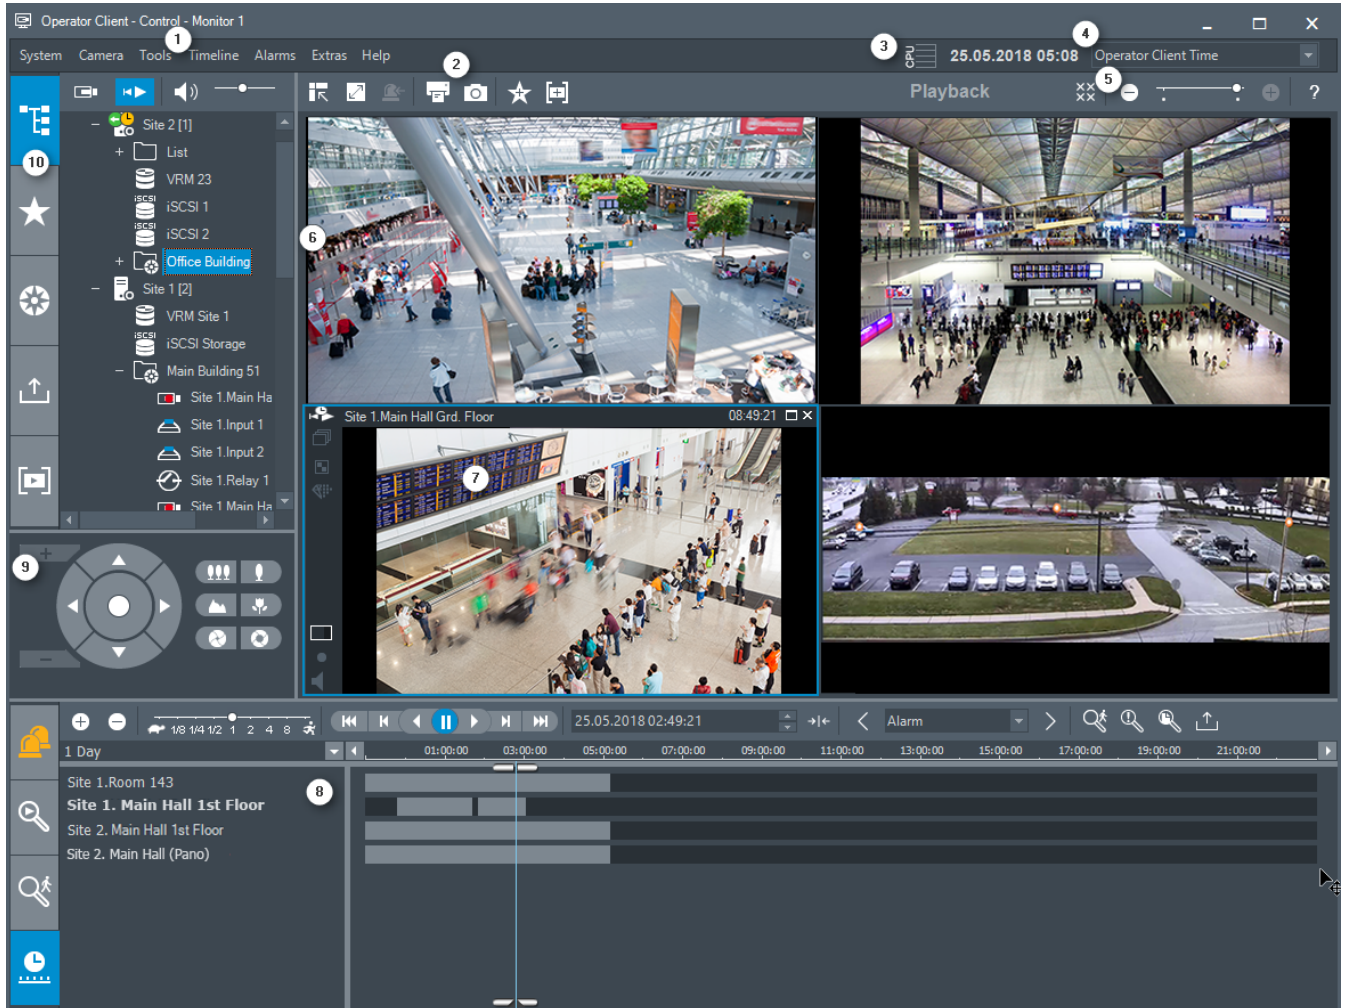 Operator Client - Control - Monitor 1
System Camera Tools Timeline Alarms Extras Help
1
2
3
CPU
25.05.2018 05:08
4
Operator Client Time
Playback
5
?
Site 2 [1]
List
10
VRM 23
iSCSI
iSCSI 1
iSCSI
iSCSI 2
Office Building
Site 1 [2]
VRM Site 1
iSCSI
iSCSI Storage
Main Building 51
Site 1.Main Ha
Site 1.Input 1
Site 1.Input 2
Site 1.Relay 1
Site 1.Main Ha
6
Site 1.Main Hall Grd. Floor 08:49:21
7
9
1/8 1/4 1/2 1 2 4 8
25.05.2018 02:49:21
Alarm
1 Day
01:00:00 03:00:00 05:00:00 07:00:00 09:00:00 11:00:00 13:00:00 15:00:00 17:00:00 19:00:00 21:00:00
Site 1.Room 143
8
Site 1. Main Hall 1st Floor
Site 2. Main Hall 1st Floor
Site 2. Main Hall (Pano)